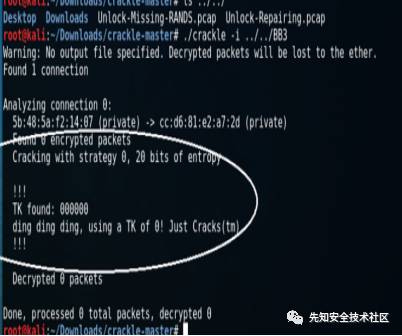 root@kali:~/Downloads/crackle-master# ls ../../
Desktop Downloads Unlock-Missing-RANDS.pcap Unlock-Repairing.pcap
root@kali:~/Downloads/crackle-master# ./crackle -i ../../BB3
Warning: No output file specified. Decrypted packets will be lost to the ether.
Found 1 connection
Analyzing connection 0:
5b:48:5a:f2:14:07 (private) -> cc:d6:81:e2:a7:2d (private)
Found 0 encrypted packets
Cracking with strategy 0, 20 bits of entropy
!!!
TK found: 000000
ding ding ding, using a TK of 0! Just Cracks(tm)
!!!
Decrypted 0 packets
Done, processed 0 total packets, decrypted 0
root@kali:~/Downloads/crackle-master#
先知安全技术社区